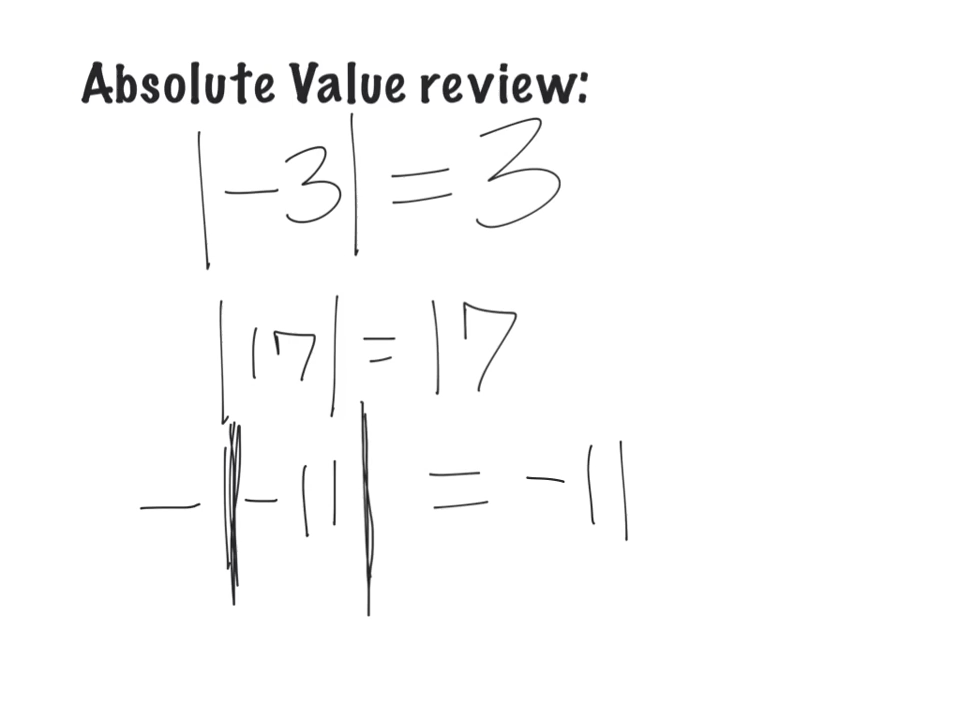 Absolute Value review:
|-3| = 3
|17| = 17
-|-11| = -11